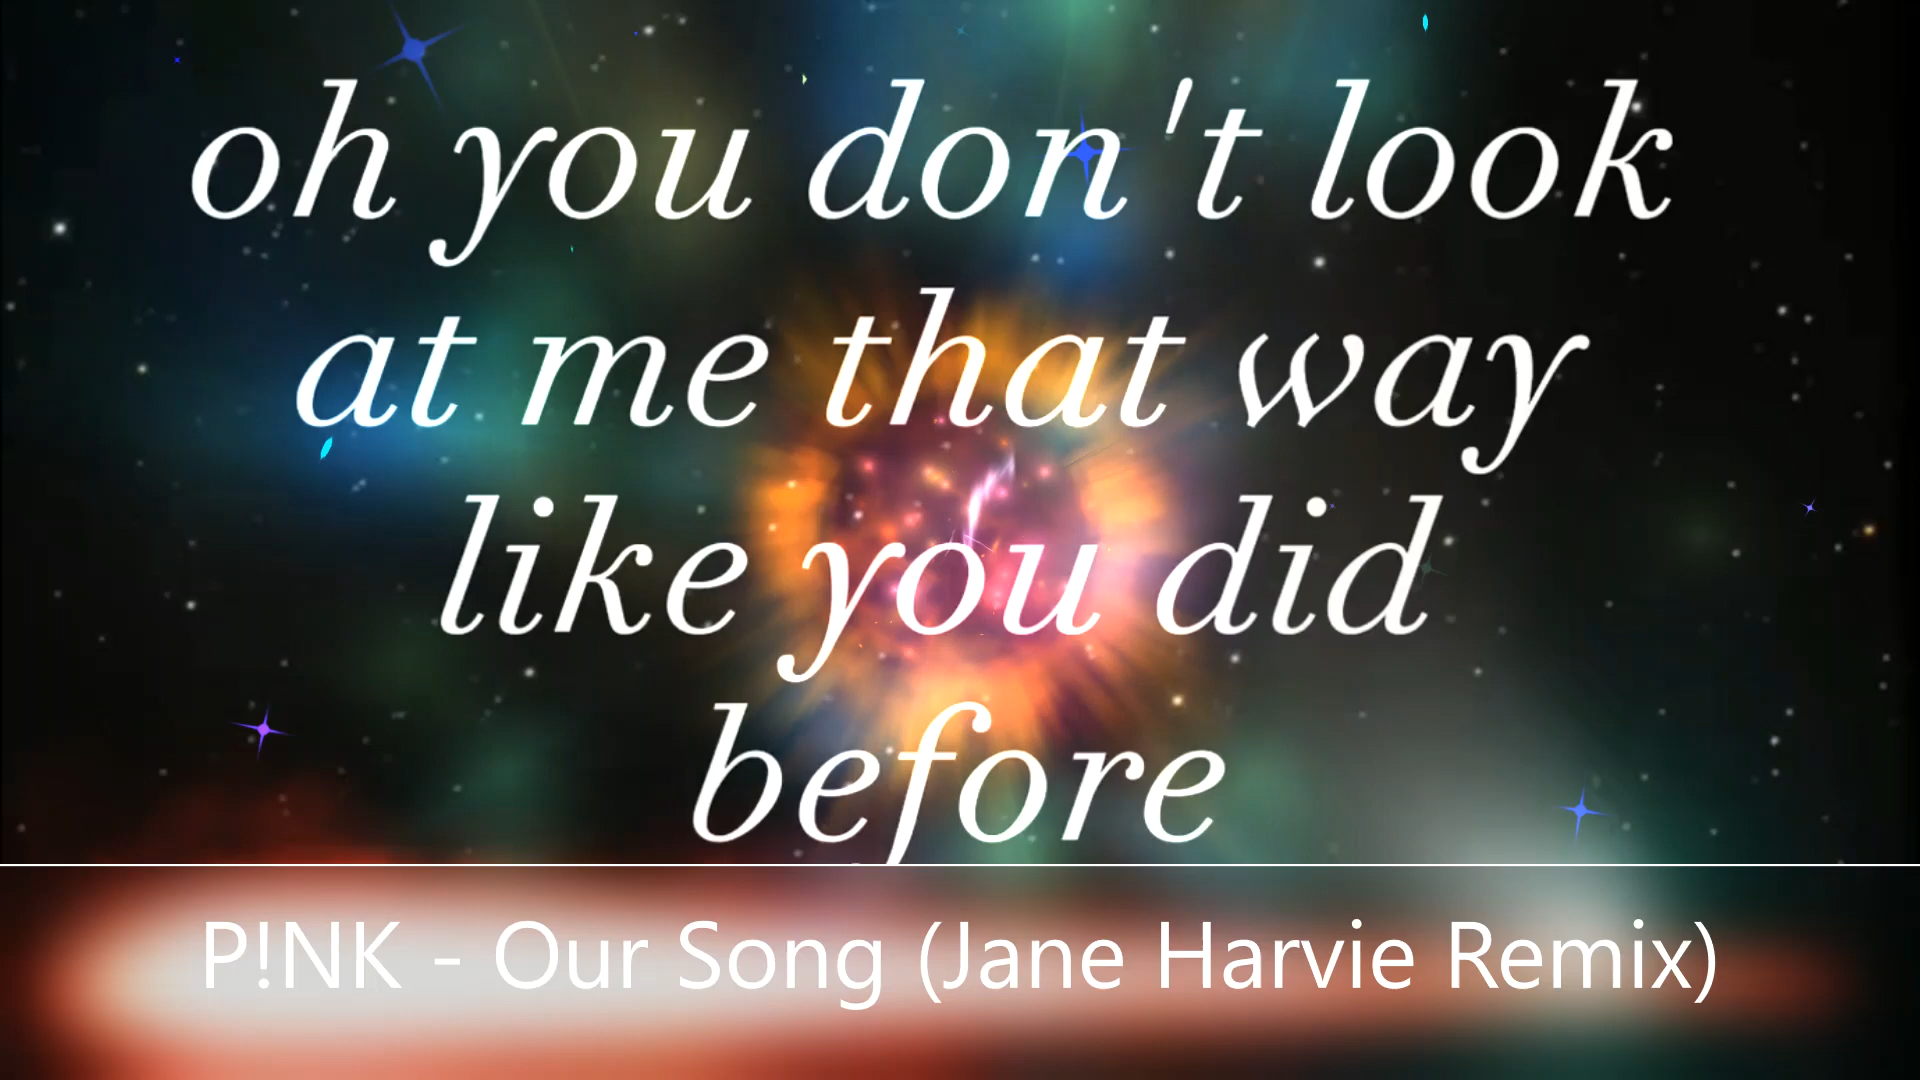 oh you don't look
at me that way
like you did
before
P!NK - Our Song (Jane Harvie Remix)